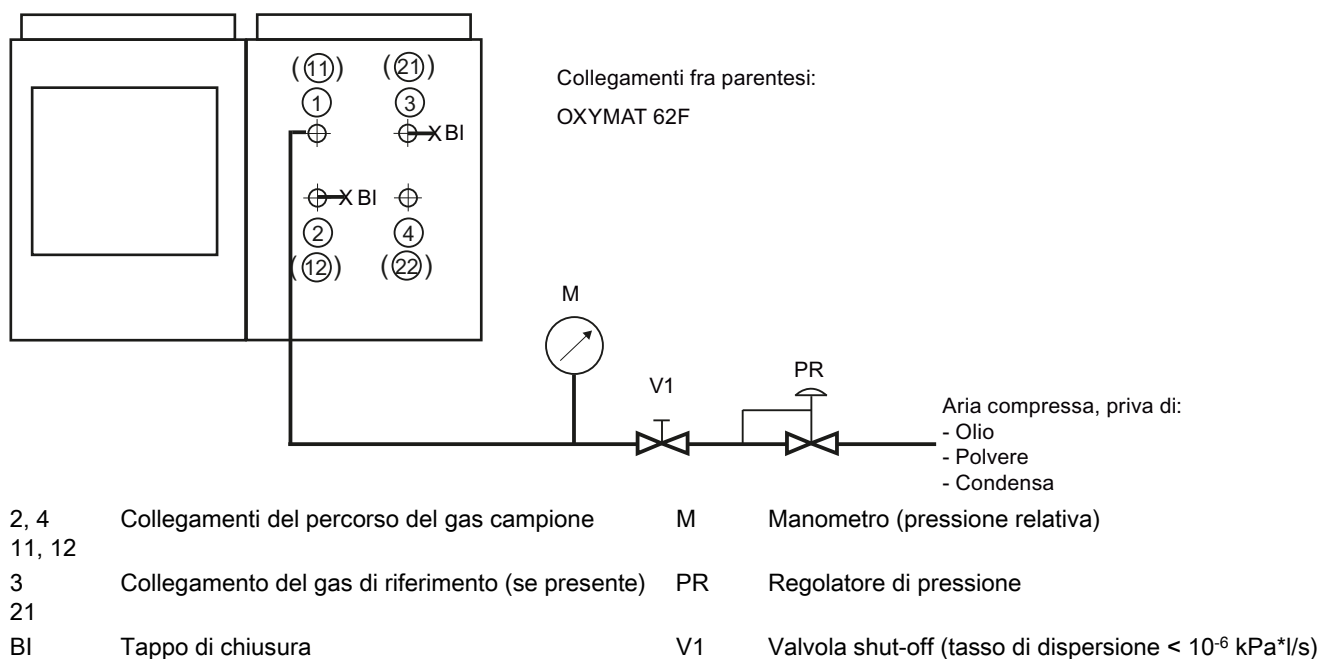 (11) (21)
1 3
BI
BI
2 4
(12) (22)
Collegamenti fra parentesi:
OXYMAT 62F
M
V1
PR
Aria compressa, priva di:
- Olio
- Polvere
- Condensa
2, 4 Collegamenti del percorso del gas campione M Manometro (pressione relativa)
11, 12
3 Collegamento del gas di riferimento (se presente) PR Regolatore di pressione
21
BI Tappo di chiusura V1 Valvola shut-off (tasso di dispersione < 10⁻⁶ kPa*l/s)